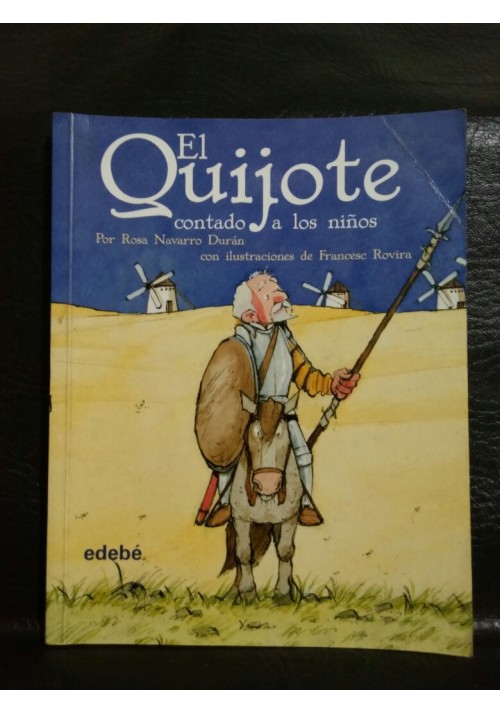 El
Quijote
contado a los niños
Por Rosa Navarro Durán
con ilustraciones de Francesc Rovira
edebé